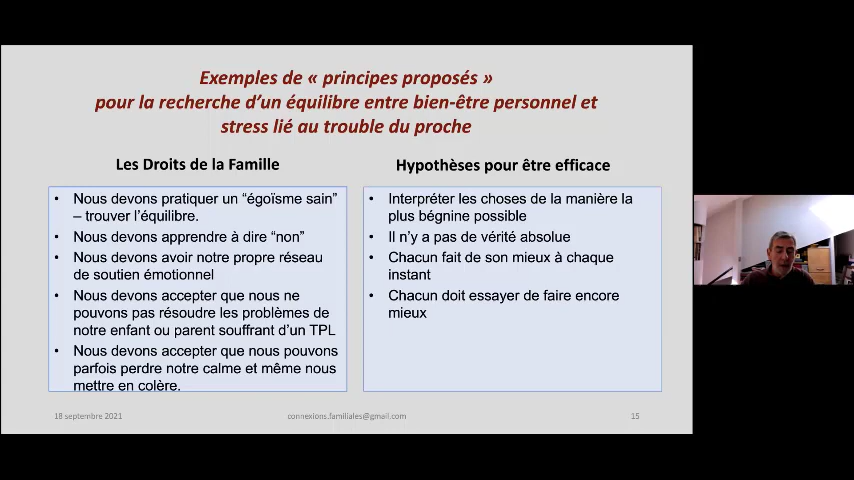 Exemples de « principes proposés »
pour la recherche d'un équilibre entre bien-être personnel et
stress lié au trouble du proche
Les Droits de la Famille
• Nous devons pratiquer un “égoïsme sain”
– trouver l'équilibre.
• Nous devons apprendre à dire “non”
• Nous devons avoir notre propre réseau
de soutien émotionnel
• Nous devons accepter que nous ne
pouvons pas résoudre les problèmes de
notre enfant ou parent souffrant d'un TPL
• Nous devons accepter que nous pouvons
parfois perdre notre calme et même nous
mettre en colère.
Hypothèses pour être efficace
• Interpréter les choses de la manière la
plus bégnine possible
• Il n'y a pas de vérité absolue
• Chacun fait de son mieux à chaque
instant
• Chacun doit essayer de faire encore
mieux
18 septembre 2021
connexions.familiales@gmail.com
15